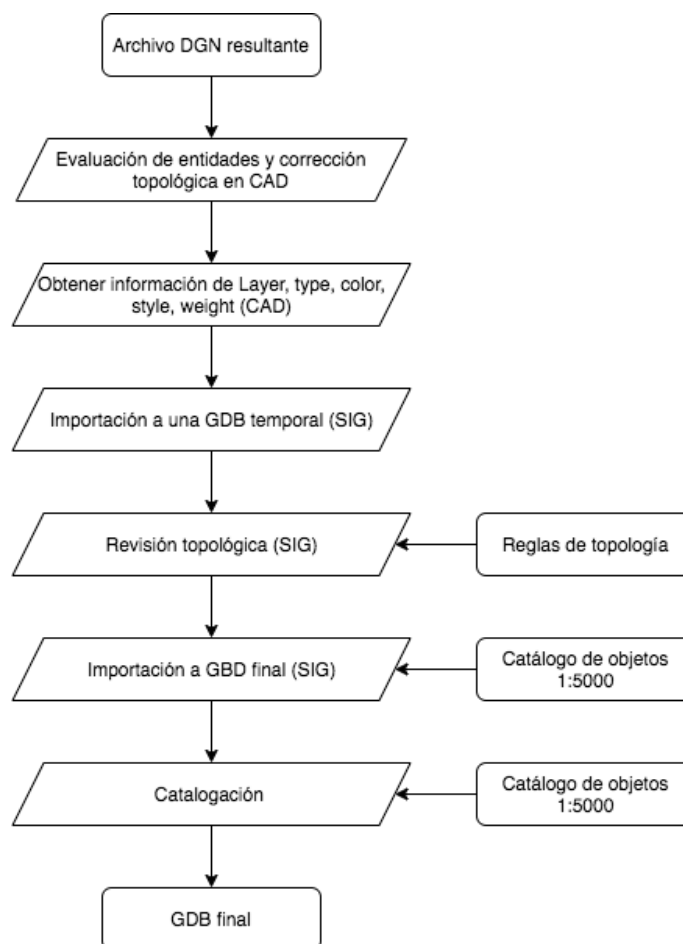 Archivo DGN resultante
Evaluación de entidades y corrección
topológica en CAD
Obtener información de Layer, type, color,
style, weight (CAD)
Importación a una GDB temporal (SIG)
Revisión topológica (SIG)
Reglas de topología
Importación a GBD final (SIG)
Catálogo de objetos
1:5000
Catalogación
Catálogo de objetos
1:5000
GDB final